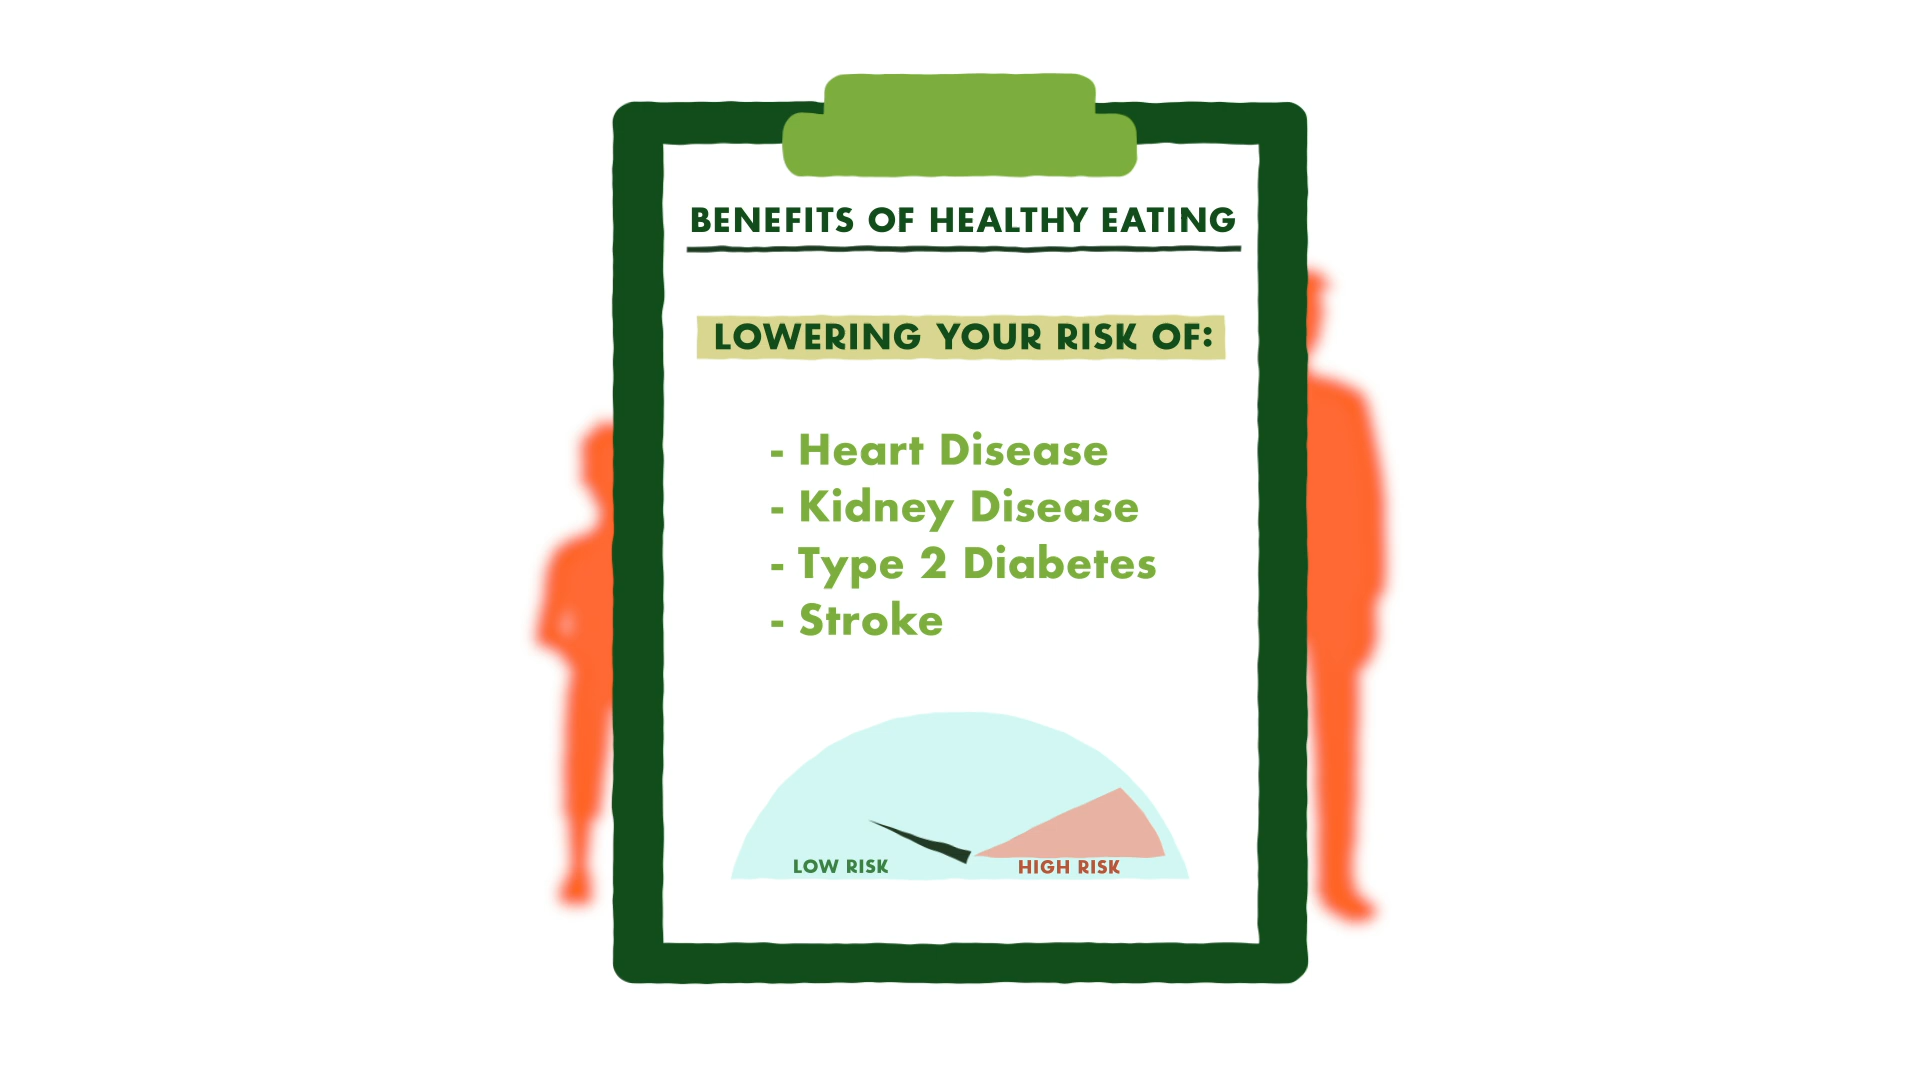 BENEFITS OF HEALTHY EATING
LOWERING YOUR RISK OF:
- Heart Disease
- Kidney Disease
- Type 2 Diabetes
- Stroke
LOW RISK
HIGH RISK